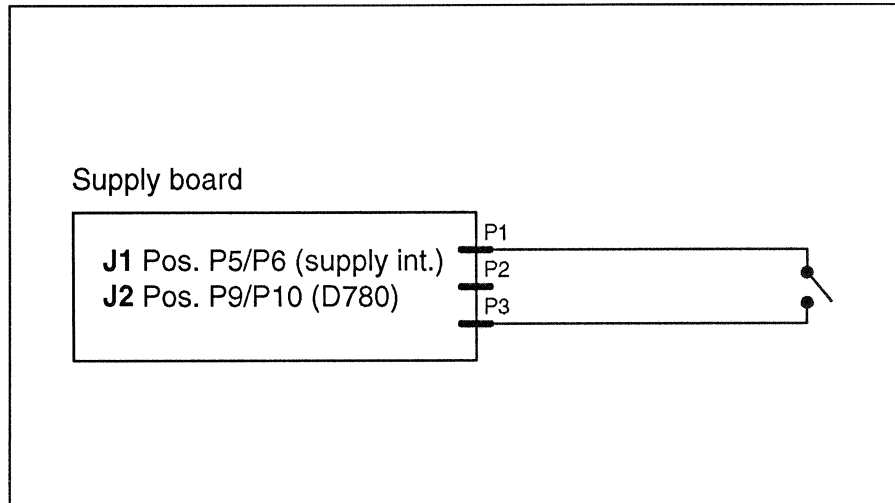 Supply board
P1
J1 Pos. P5/P6 (supply int.)
P2
J2 Pos. P9/P10 (D780)
P3